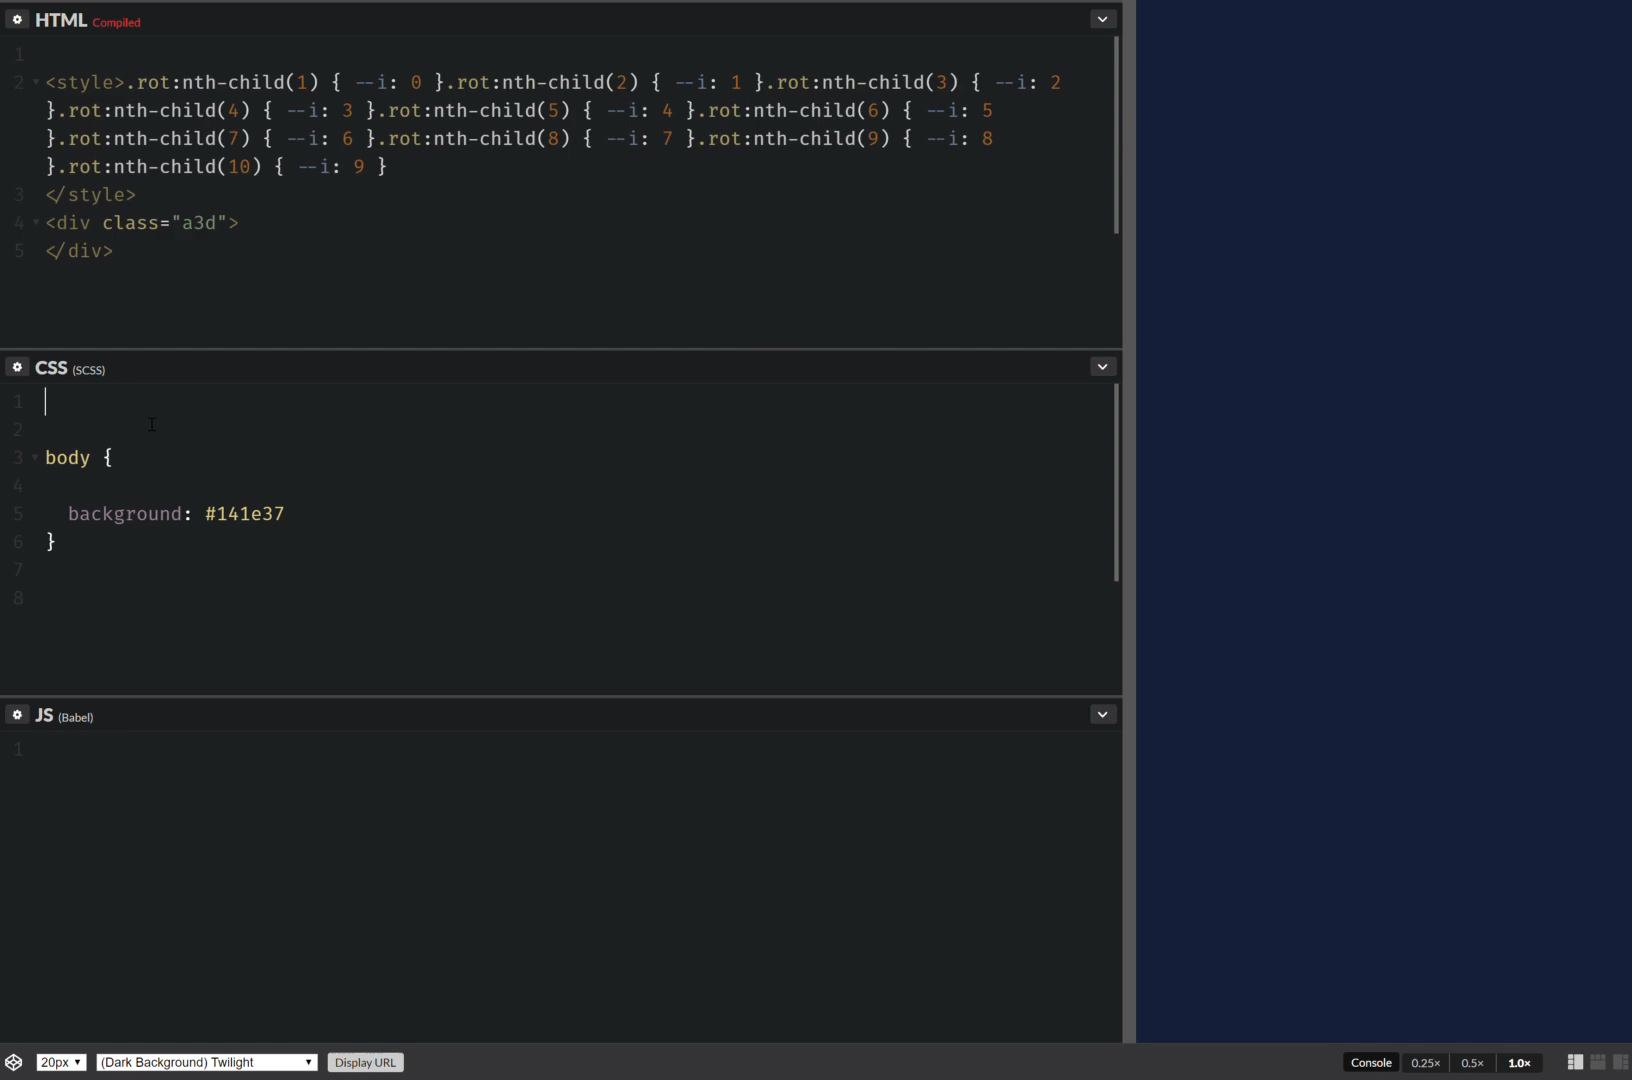 HTML Compiled
1
2 <style>.rot:nth-child(1) { --i: 0 }.rot:nth-child(2) { --i: 1 }.rot:nth-child(3) { --i: 2
}.rot:nth-child(4) { --i: 3 }.rot:nth-child(5) { --i: 4 }.rot:nth-child(6) { --i: 5
}.rot:nth-child(7) { --i: 6 }.rot:nth-child(8) { --i: 7 }.rot:nth-child(9) { --i: 8
}.rot:nth-child(10) { --i: 9 }
3 </style>
4 <div class="a3d">
5 </div>
CSS (SCSS)
1
2
3 body {
4
5 background: #141e37
6 }
7
8
JS (Babel)
1
20px (Dark Background) Twilight Display URL Console 0.25× 0.5× 1.0×